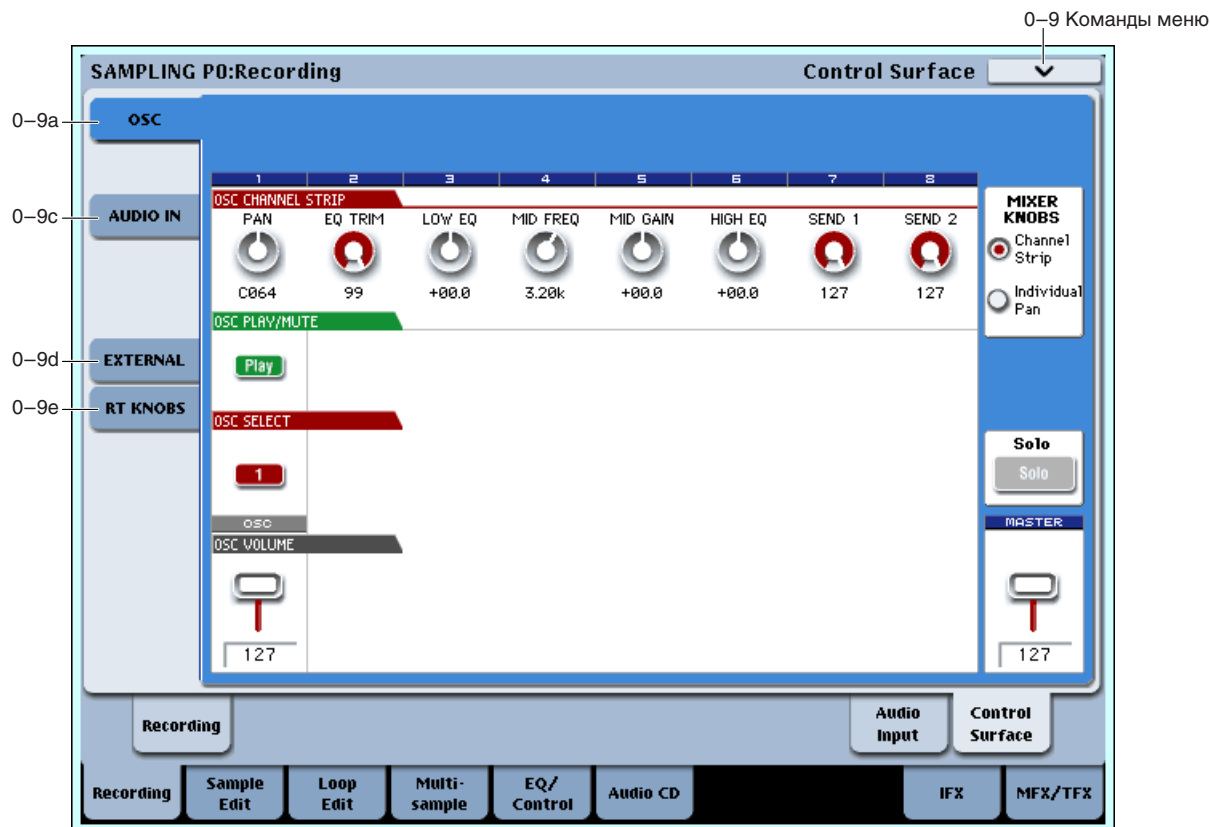 0–9 Команды меню
SAMPLING P0:Recording
Control Surface
0–9a
OSC
1 2 3 4 5 6 7 8
OSC CHANNEL STRIP
0–9c
AUDIO IN
PAN EQ TRIM LOW EQ MID FREQ MID GAIN HIGH EQ SEND 1 SEND 2
C064 99 +00.0 3.20k +00.0 +00.0 127 127
MIXER
KNOBS
Channel
Strip
Individual
Pan
OSC PLAY/MUTE
0–9d
EXTERNAL
Play
0–9e
RT KNOBS
OSC SELECT
1
Solo
Solo
OSC
OSC VOLUME
127
MASTER
127
Recording
Audio
Input
Control
Surface
Recording
Sample
Edit
Loop
Edit
Multi-
sample
EQ/
Control
Audio CD
IFX
MFX/TFX